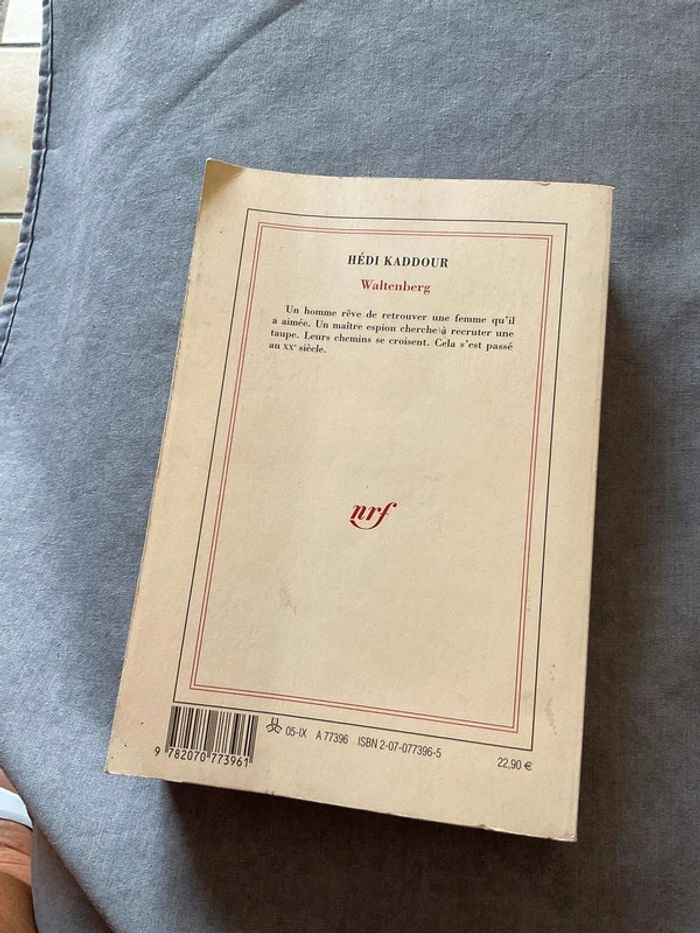 HÉDI KADDOUR
Waltenberg
Un homme rêve de retrouver une femme qu'il
a aimée. Un maître espion cherche à recruter une
taupe. Leurs chemins se croisent. Cela s'est passé
au XXe siècle.
nrf
9 782070 773961
05-IX A 77396 ISBN 2-07-077396-5
22,90 €